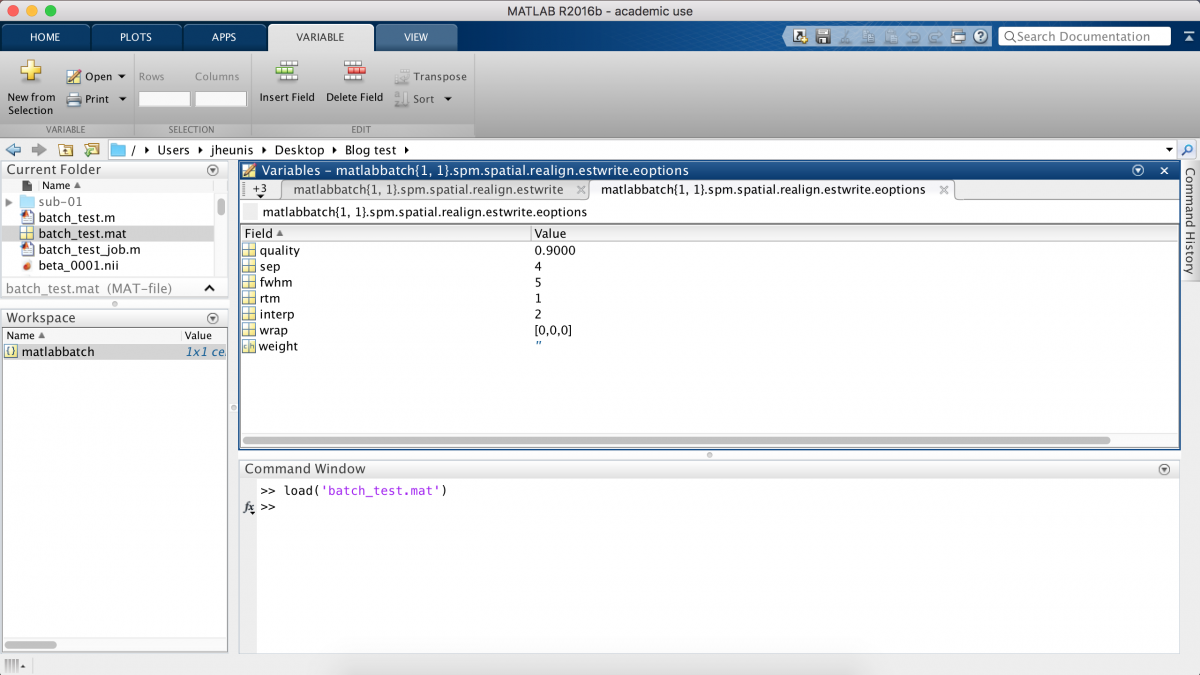 MATLAB R2016b - academic use
HOME PLOTS APPS VARIABLE VIEW Search Documentation
New from Selection Open Print Rows Columns Insert Field Delete Field Transpose Sort
VARIABLE SELECTION EDIT
/ Users jheunis Desktop Blog test
Current Folder
Name
sub-01
batch_test.m
batch_test.mat
batch_test_job.m
beta_0001.nii
batch_test.mat (MAT-file)
Workspace
Name Value
matlabbatch 1x1 ce
Variables - matlabbatch{1, 1}.spm.spatial.realign.estwrite.eoptions
+3 matlabbatch{1, 1}.spm.spatial.realign.estwrite matlabbatch{1, 1}.spm.spatial.realign.estwrite.eoptions
matlabbatch{1, 1}.spm.spatial.realign.estwrite.eoptions
Field Value
quality 0.9000
sep 4
fwhm 5
rtm 1
interp 2
wrap [0,0,0]
ch weight ''
Command Window
>> load('batch_test.mat')
fx >>
Command History